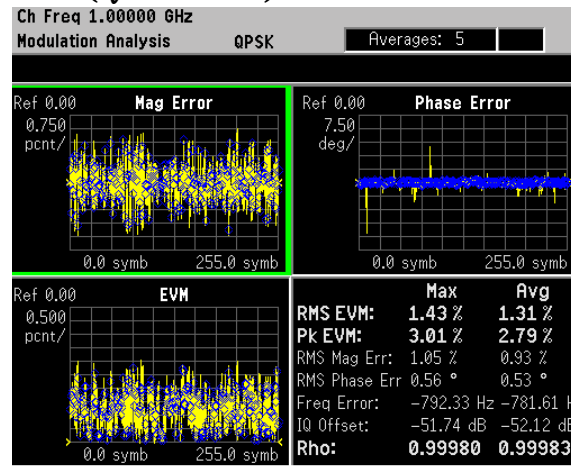 Ch Freq 1.00000 GHz
Modulation Analysis QPSK Averages: 5
Ref 0.00 Mag Error
0.750
pcnt/
0.0 symb 255.0 symb
Ref 0.00 Phase Error
7.50
deg/
0.0 symb 255.0 symb
Ref 0.00 EVM
0.500
pcnt/
0.0 symb 255.0 symb
Max Avg
RMS EVM: 1.43 % 1.31 %
Pk EVM: 3.01 % 2.79 %
RMS Mag Err: 1.05 % 0.93 %
RMS Phase Err 0.56 ° 0.53 °
Freq Error: -792.33 Hz -781.61 H
IQ Offset: -51.74 dB -52.12 dB
Rho: 0.99980 0.99983